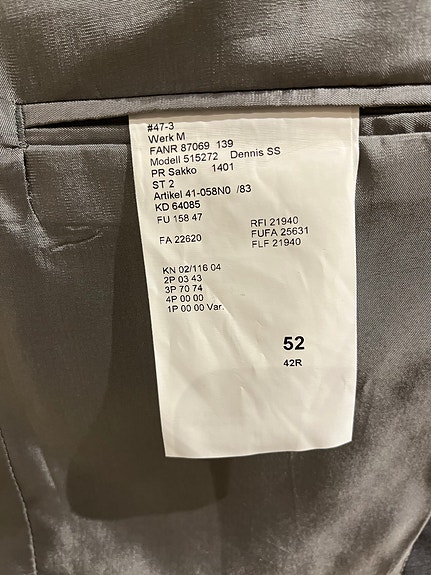 #47-3
Werk M
FANR 87069 139
Modell 515272 Dennis SS
PR Sakko 1401
ST 2
Artikel 41-058N0 /83
KD 64085
FU 158 47 RFI 21940
FA 22620 FUFA 25631
FLF 21940
KN 02/116 04
2P 03 43
3P 70 74
4P 00 00
1P 00 00 Var.
52
42R